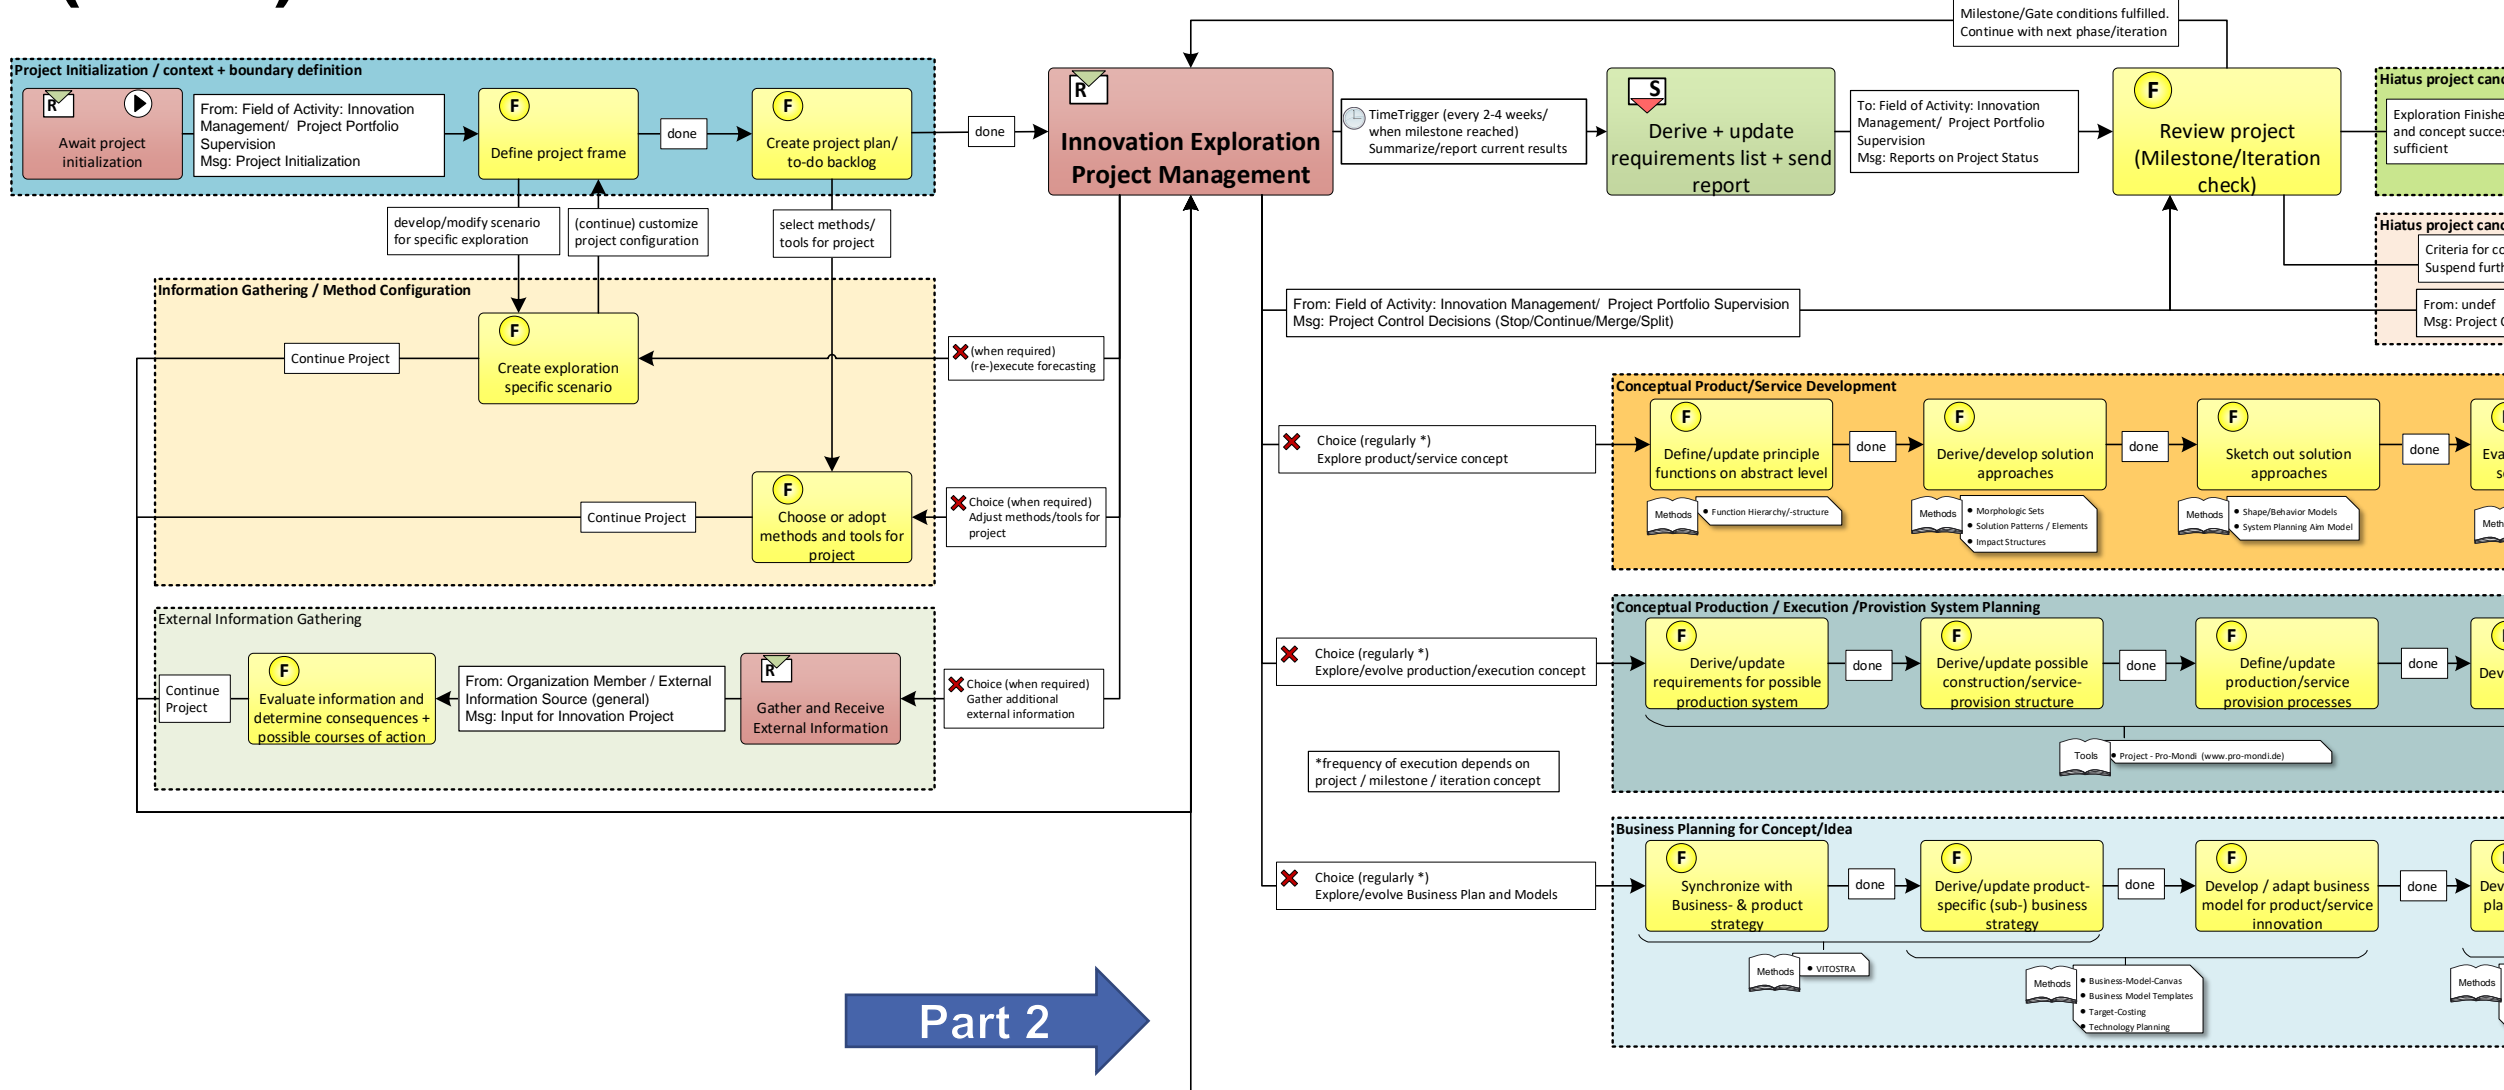 Milestone/Gate conditions fulfilled.
Continue with next phase/iteration
Project Initialization / context + boundary definition
R
Await project
initialization
From: Field of Activity: Innovation
Management/  Project Portfolio
Supervision
Msg: Project Initialization
F
Define project frame
done
F
Create project plan/
to-do backlog
done
R
Innovation Exploration
Project Management
TimeTrigger (every 2-4 weeks/
when milestone reached)
Summarize/report current results
S
Derive + update
requirements list + send
report
To: Field of Activity: Innovation
Management/  Project Portfolio
Supervision
Msg: Reports on Project Status
F
Review project
(Milestone/Iteration
check)
Hiatus project
Exploration
and concept
sufficient
develop/modify scenario
for specific exploration
(continue) customize
project configuration
select methods/
tools for project
Hiatus project
Criteria for
Suspend
From: undef
Msg: Project
Information Gathering / Method Configuration
F
Create exploration
specific scenario
Continue Project
(when required)
(re-)execute forecasting
From: Field of Activity: Innovation Management/  Project Portfolio Supervision
Msg: Project Control Decisions (Stop/Continue/Merge/Split)
F
Choose or adopt
methods and tools for
project
Continue Project
Choice (when required)
Adjust methods/tools for
project
Conceptual Product/Service Development
Choice (regularly *)
Explore product/service concept
F
Define/update principle
functions on abstract level
done
F
Derive/develop solution
approaches
done
F
Sketch out solution
approaches
done
Methods
• Function Hierarchy/-structure
Methods
• Morphologic Sets
• Solution Patterns / Elements
• Impact Structures
Methods
• Shape/Behavior Models
• System Planning Aim Model
External Information Gathering
Continue
Project
F
Evaluate information and
determine consequences +
possible courses of action
From: Organization Member / External
Information Source (general)
Msg: Input for Innovation Project
R
Gather and Receive
External Information
Choice (when required)
Gather additional
external information
Conceptual Production / Execution /Provistion System Planning
Choice (regularly *)
Explore/evolve production/execution concept
F
Derive/update
requirements for possible
production system
done
F
Derive/update possible
construction/service-
provision structure
done
F
Define/update
production/service
provision processes
done
Tools
• Project - Pro-Mondi  (www.pro-mondi.de)
*frequency of execution depends on
project / milestone / iteration concept
Business Planning for Concept/Idea
Choice (regularly *)
Explore/evolve Business Plan and Models
F
Synchronize with
Business- & product
strategy
done
F
Derive/update product-
specific (sub-) business
strategy
done
F
Develop / adapt business
model for product/service
innovation
done
Methods
• VITOSTRA
Methods
• Business-Model-Canvas
• Business Model Templates
• Target-Costing
• Technology Planning
Methods
Part 2